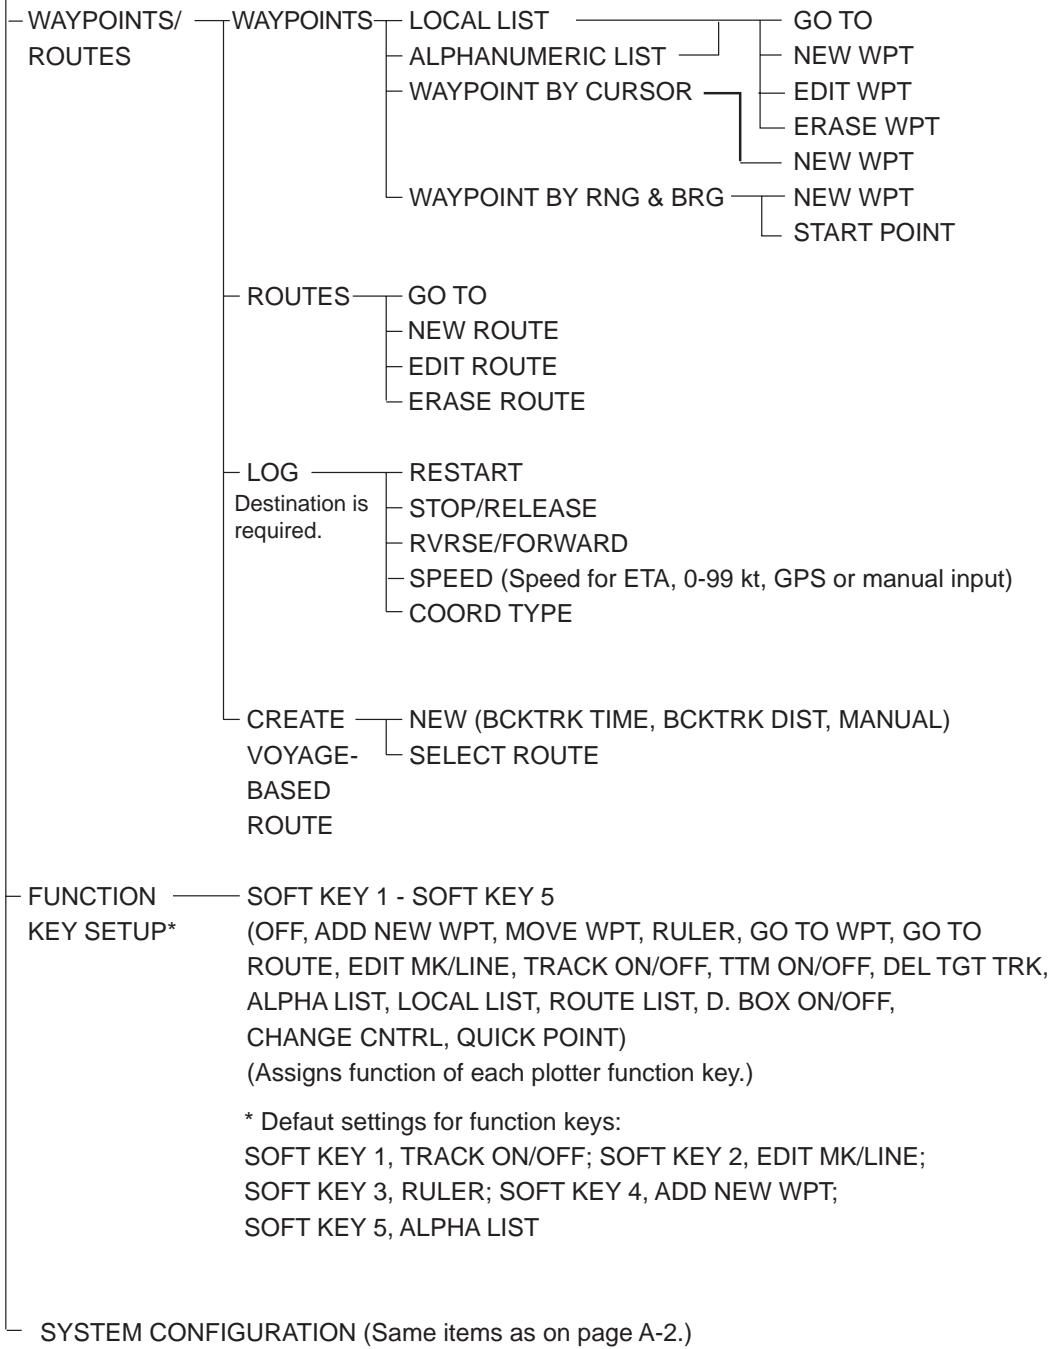 WAYPOINTS/
ROUTES
WAYPOINTS
LOCAL LIST
ALPHANUMERIC LIST
GO TO
NEW WPT
EDIT WPT
ERASE WPT
WAYPOINT BY CURSOR
NEW WPT
WAYPOINT BY RNG & BRG
NEW WPT
START POINT
ROUTES
GO TO
NEW ROUTE
EDIT ROUTE
ERASE ROUTE
LOG
Destination is
required.
RESTART
STOP/RELEASE
RVRSE/FORWARD
SPEED (Speed for ETA, 0-99 kt, GPS or manual input)
COORD TYPE
CREATE
VOYAGE-
BASED
ROUTE
NEW (BCKTRK TIME, BCKTRK DIST, MANUAL)
SELECT ROUTE
FUNCTION
KEY SETUP*
SOFT KEY 1 - SOFT KEY 5
(OFF, ADD NEW WPT, MOVE WPT, RULER, GO TO WPT, GO TO
ROUTE, EDIT MK/LINE, TRACK ON/OFF, TTM ON/OFF, DEL TGT TRK,
ALPHA LIST, LOCAL LIST, ROUTE LIST, D. BOX ON/OFF,
CHANGE CNTRL, QUICK POINT)
(Assigns function of each plotter function key.)
* Defaut settings for function keys:
SOFT KEY 1, TRACK ON/OFF; SOFT KEY 2, EDIT MK/LINE;
SOFT KEY 3, RULER; SOFT KEY 4, ADD NEW WPT;
SOFT KEY 5, ALPHA LIST
SYSTEM CONFIGURATION (Same items as on page A-2.)